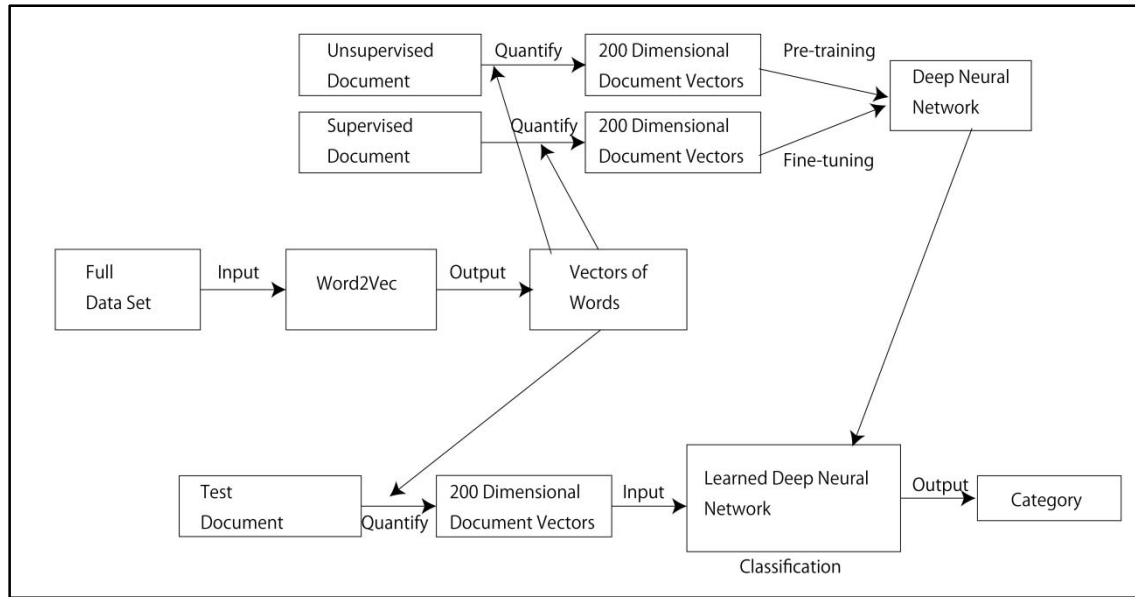 Unsupervised
Document
Quantify
200 Dimensional
Document Vectors
Pre-training
Deep Neural
Network
Supervised
Document
Quantify
200 Dimensional
Document Vectors
Fine-tuning
Full
Data Set
Input
Word2Vec
Output
Vectors of
Words
Test
Document
Quantify
200 Dimensional
Document Vectors
Input
Learned Deep Neural
Network
Classification
Output
Category